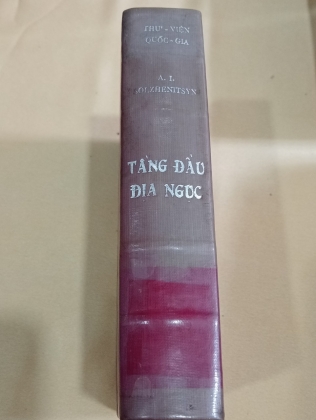 THƯ-VIỆN
QUỐC-GIA
A. I.
SOLZHENITSYN
TẦNG ĐẦU
ĐỊA NGỤC